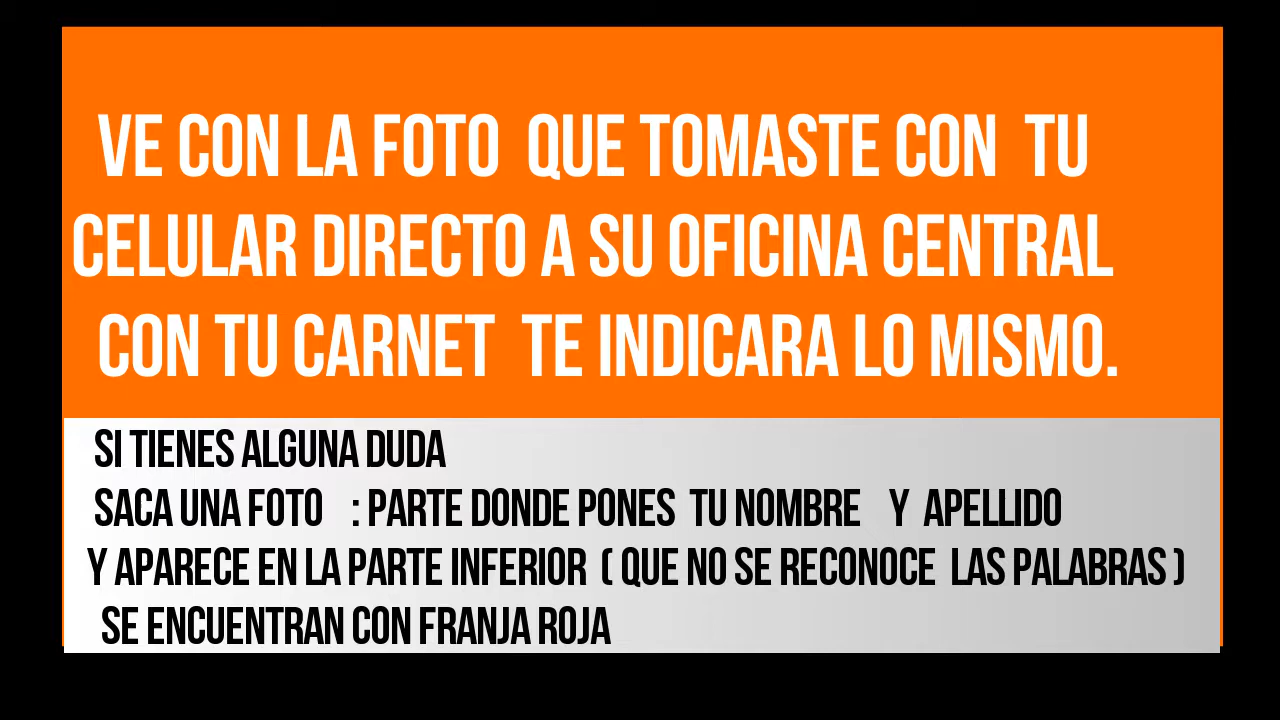 VE CON LA FOTO QUE TOMASTE CON TU
CELULAR DIRECTO A SU OFICINA CENTRAL
CON TU CARNET TE INDICARA LO MISMO.
SI TIENES ALGUNA DUDA
SACA UNA FOTO : PARTE DONDE PONES TU NOMBRE Y APELLIDO
Y APARECE EN LA PARTE INFERIOR ( QUE NO SE RECONOCE LAS PALABRAS )
SE ENCUENTRAN CON FRANJA ROJA